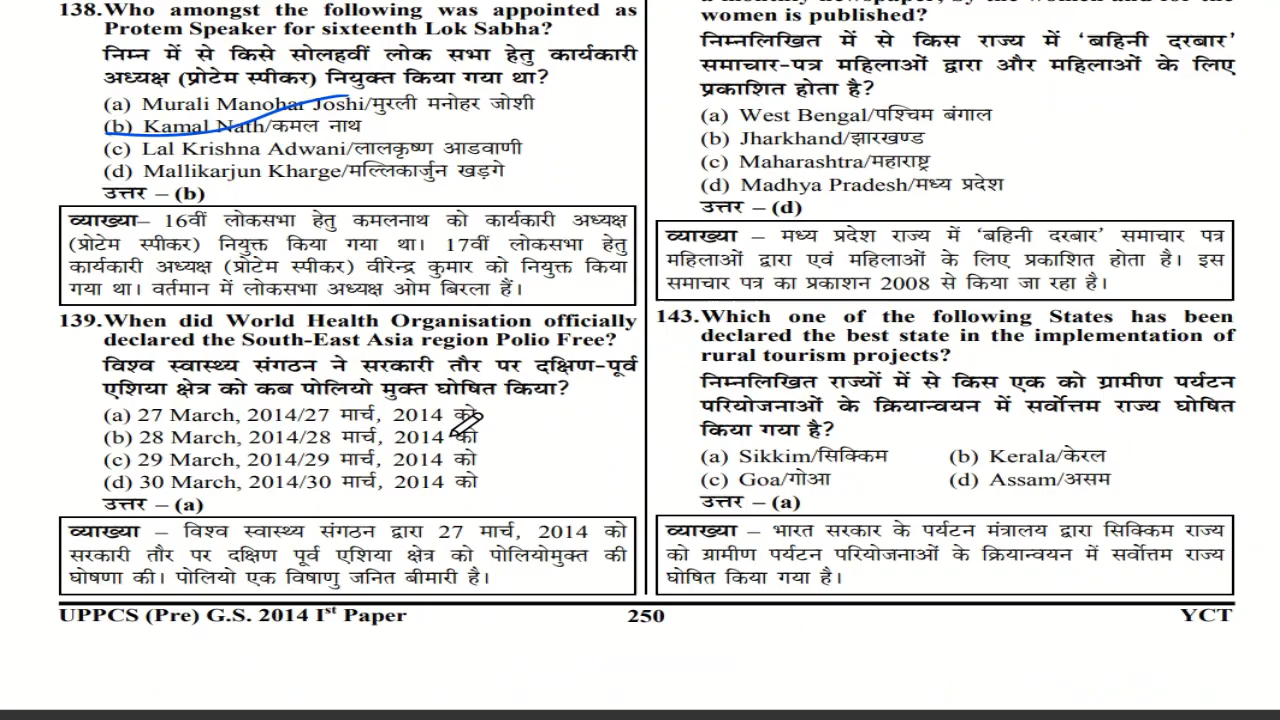 138.Who amongst the following was appointed as
Protem Speaker for sixteenth Lok Sabha?
निम्न में से किसे सोलहवीं लोक सभा हेतु कार्यकारी
अध्यक्ष (प्रोटेम स्पीकर) नियुक्त किया गया था?
(a) Murali Manohar Joshi/मुरली मनोहर जोशी
(b) Kamal Nath/कमल नाथ
(c) Lal Krishna Adwani/लालकृष्ण आडवाणी
(d) Mallikarjun Kharge/मल्लिकार्जुन खड़गे
उत्तर – (b)
व्याख्या– 16वीं लोकसभा हेतु कमलनाथ को कार्यकारी अध्यक्ष
(प्रोटेम स्पीकर) नियुक्त किया गया था। 17वीं लोकसभा हेतु
कार्यकारी अध्यक्ष (प्रोटेम स्पीकर) वीरेन्द्र कुमार को नियुक्त किया
गया था। वर्तमान में लोकसभा अध्यक्ष ओम बिरला हैं।
139.When did World Health Organisation officially
declared the South-East Asia region Polio Free?
विश्व स्वास्थ्य संगठन ने सरकारी तौर पर दक्षिण-पूर्व
एशिया क्षेत्र को कब पोलियो मुक्त घोषित किया?
(a) 27 March, 2014/27 मार्च, 2014 को
(b) 28 March, 2014/28 मार्च, 2014 को
(c) 29 March, 2014/29 मार्च, 2014 को
(d) 30 March, 2014/30 मार्च, 2014 को
उत्तर – (a)
व्याख्या – विश्व स्वास्थ्य संगठन द्वारा 27 मार्च, 2014 को
सरकारी तौर पर दक्षिण पूर्व एशिया क्षेत्र को पोलियोमुक्त की
घोषणा की। पोलियो एक विषाणु जनित बीमारी है।
a monthly newspaper, by the women and for the
women is published?
निम्नलिखित में से किस राज्य में 'बहिनी दरबार'
समाचार-पत्र महिलाओं द्वारा और महिलाओं के लिए
प्रकाशित होता है?
(a) West Bengal/पश्चिम बंगाल
(b) Jharkhand/झारखण्ड
(c) Maharashtra/महाराष्ट्र
(d) Madhya Pradesh/मध्य प्रदेश
उत्तर – (d)
व्याख्या – मध्य प्रदेश राज्य में 'बहिनी दरबार' समाचार पत्र
महिलाओं द्वारा एवं महिलाओं के लिए प्रकाशित होता है। इस
समाचार पत्र का प्रकाशन 2008 से किया जा रहा है।
143.Which one of the following States has been
declared the best state in the implementation of
rural tourism projects?
निम्नलिखित राज्यों में से किस एक को ग्रामीण पर्यटन
परियोजनाओं के क्रियान्वयन में सर्वोत्तम राज्य घोषित
किया गया है?
(a) Sikkim/सिक्किम (b) Kerala/केरल
(c) Goa/गोआ (d) Assam/असम
उत्तर – (a)
व्याख्या – भारत सरकार के पर्यटन मंत्रालय द्वारा सिक्किम राज्य
को ग्रामीण पर्यटन परियोजनाओं के क्रियान्वयन में सर्वोत्तम राज्य
घोषित किया गया है।
UPPCS (Pre) G.S. 2014 Ist Paper 250 YCT